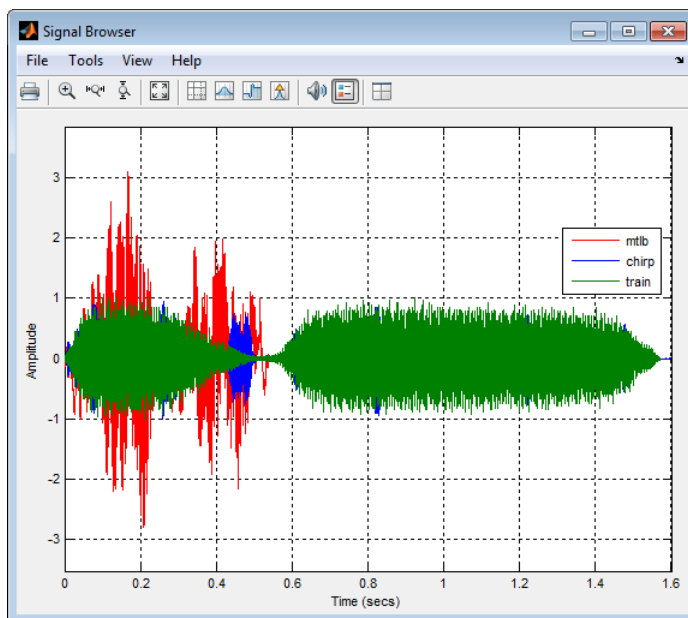 Signal Browser
File Tools View Help
3
2
1
0
-1
-2
-3
Amplitude
mtlb
chirp
train
0 0.2 0.4 0.6 0.8 1 1.2 1.4 1.6
Time (secs)